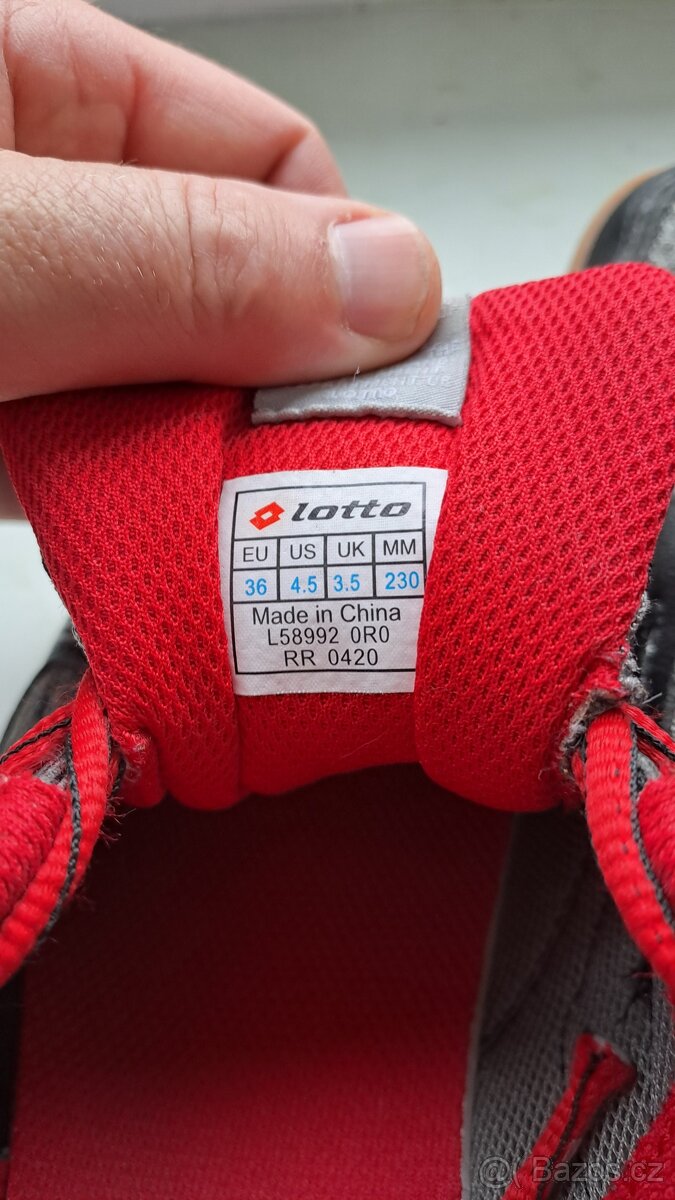 lotto
EU US UK MM
36 4.5 3.5 230
Made in China
L58992 0R0
RR 0420
@ Bazos.cz